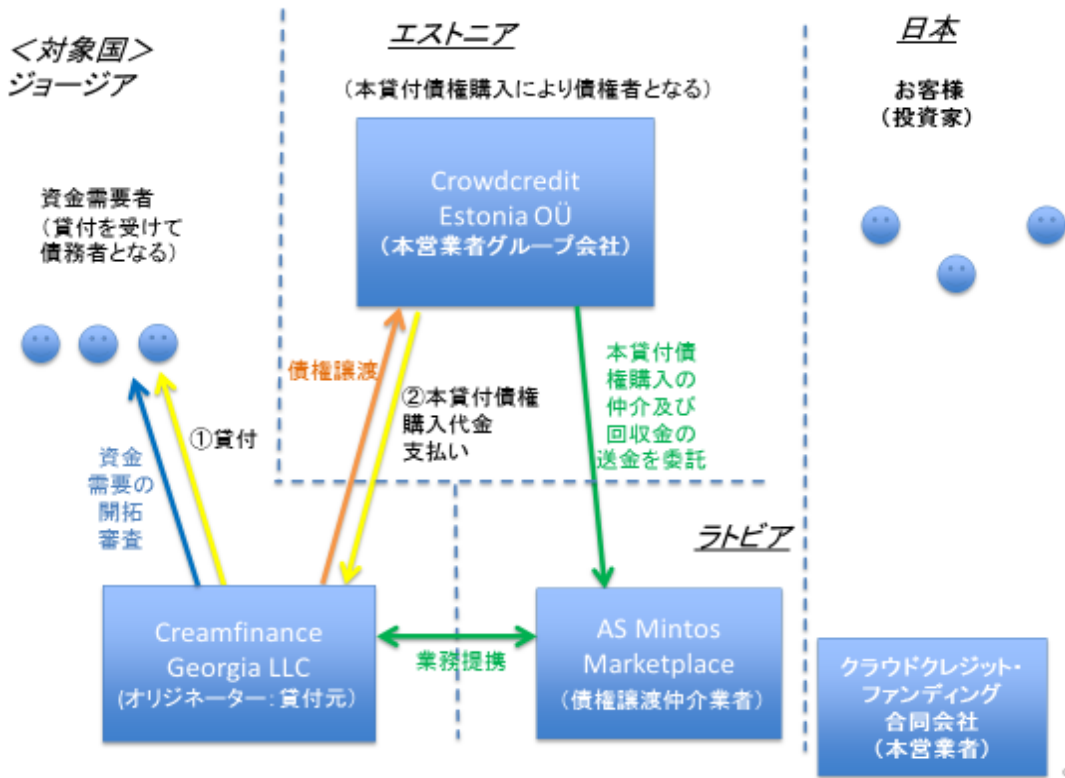 ＜対象国＞
ジョージア
資金需要者
（貸付を受けて
債務者となる）
①貸付
資金
需要の
開拓
審査
Creamfinance
Georgia LLC
（オリジネーター：貸付元）
エストニア
（本貸付債権購入により債権者となる）
Crowdcredit
Estonia OÜ
（本営業者グループ会社）
債権譲渡
②本貸付債権
購入代金
支払い
本貸付債
権購入の
仲介及び
回収金の
送金を委託
ラトビア
業務提携
AS Mintos
Marketplace
（債権譲渡仲介業者）
日本
お客様
（投資家）
クラウドクレジット・
ファンディング
合同会社
（本営業者）